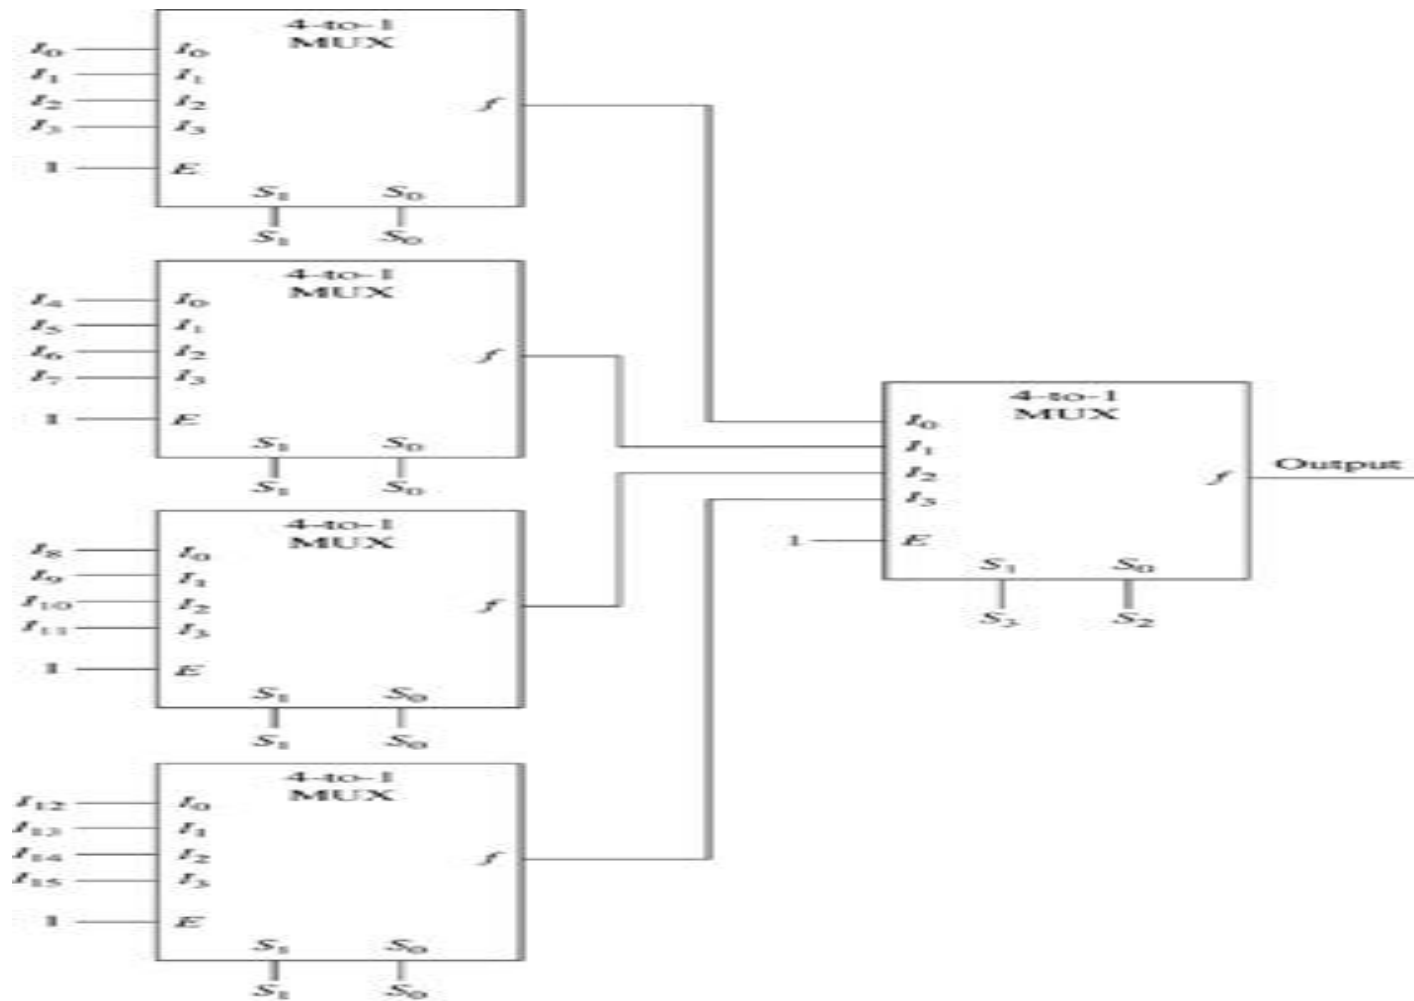 4-to-1
MUX
I₀ I₀
I₁ I₁
I₂ I₂ f
I₃ I₃
1 E
S₁ S₀
S₁ S₀
4-to-1
MUX
I₄ I₀
I₅ I₁
I₆ I₂ f
I₇ I₃
1 E
S₁ S₀
S₁ S₀
4-to-1
MUX
I₈ I₀
I₉ I₁
I₁₀ I₂ f
I₁₁ I₃
1 E
S₁ S₀
S₁ S₀
4-to-1
MUX
I₁₂ I₀
I₁₃ I₁
I₁₄ I₂ f
I₁₅ I₃
1 E
S₁ S₀
S₁ S₀
4-to-1
MUX
I₀
I₁
I₂ f Output
I₃
1 E
S₁ S₀
S₃ S₂